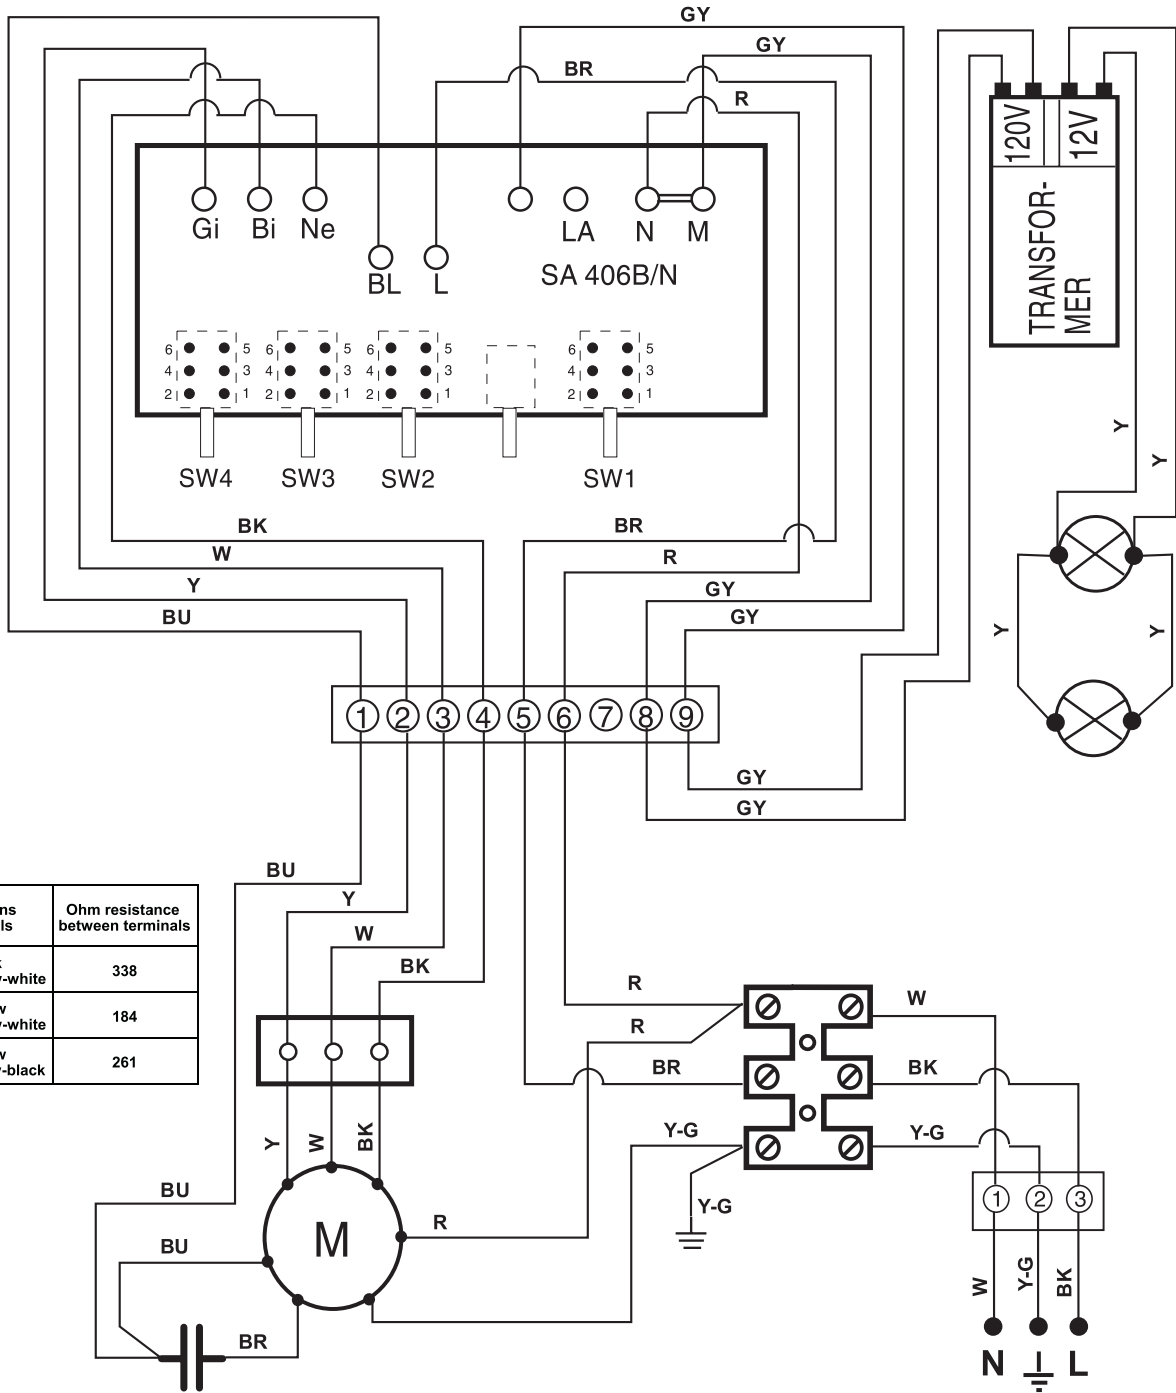 GY
GY
BR
R
120V
12V
TRANSFOR-
MER
Gi Bi Ne
LA N M
BL L
SA 406B/N
6 5 6 5 6 5 6 5
4 3 4 3 4 3 4 3
2 1 2 1 2 1 2 1
SW4 SW3 SW2 SW1
Y
Y
BK
BR
W
R
Y
GY
BU
GY
Y
Y
1 2 3 4 5 6 7 8 9
GY
GY
BU
Y
W
BK
Ohm resistance
between terminals
-white 338
-white 184
-black 261
R
W
R
BR
BK
Y-G
Y-G
Y
W
BK
Y-G
BU
R
M
BU
BR
1 2 3
W
Y-G
BK
N L